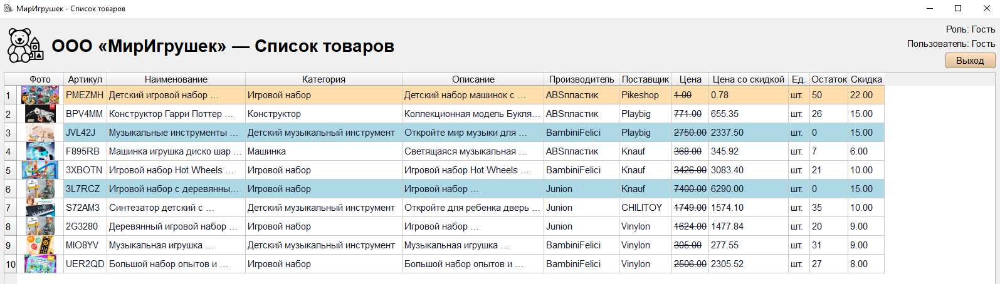 МирИгрушек - Список товаров
Роль: Гость
ООО «МирИгрушек» — Список товаров
Пользователь: Гость
Выход
Фото Артикул Наименование Категория Описание Производитель Поставщик Цена Цена со скидкой Ед. Остаток Скидка
1 PMEZMH Детский игровой набор ... Игровой набор Детский набор машинок с ... ABSпластик Pikeshop 1.00 0.78 шт. 50 22.00
2 BPV4MM Конструктор Гарри Поттер ... Конструктор Коллекционная модель Букля... ABSпластик Playbig 771.00 655.35 шт. 26 15.00
3 JVL42J Музыкальные инструменты ... Детский музыкальный инструмент Откройте мир музыки для ... BambiniFelici Playbig 2750.00 2337.50 шт. 0 15.00
4 F895RB Машинка игрушка диско шар ... Машинка Светящаяся музыкальная ... ABSпластик Knauf 368.00 345.92 шт. 7 6.00
5 3XBOTN Игровой набор Hot Wheels ... Игровой набор Игровой набор Hot Wheels ... BambiniFelici Knauf 3426.00 3083.40 шт. 21 10.00
6 3L7RCZ Игровой набор с деревянны... Игровой набор Игровой набор ... Junion Knauf 7400.00 6290.00 шт. 0 15.00
7 S72AM3 Синтезатор детский с ... Детский музыкальный инструмент Откройте для ребенка дверь ... Junion CHILITOY 1749.00 1574.10 шт. 35 10.00
8 2G3280 Деревянный игровой набор ... Игровой набор Игровой набор ... Junion Vinylon 1624.00 1477.84 шт. 20 9.00
9 MIO8YV Музыкальная игрушка ... Детский музыкальный инструмент Музыкальная игрушка ... BambiniFelici Vinylon 305.00 277.55 шт. 31 9.00
10 UER2QD Большой набор опытов и ... Игровой набор Большой набор опытов и ... BambiniFelici Vinylon 2506.00 2305.52 шт. 27 8.00